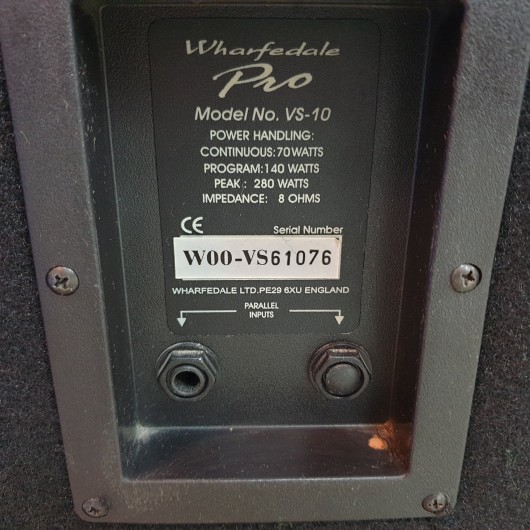 Wharfedale
Pro
Model No. VS-10
POWER HANDLING:
CONTINUOUS: 70 WATTS
PROGRAM: 140 WATTS
PEAK : 280 WATTS
IMPEDANCE: 8 OHMS
CE Serial Number
W00-VS61076
WHARFEDALE LTD. PE29 6XU ENGLAND
PARALLEL
INPUTS